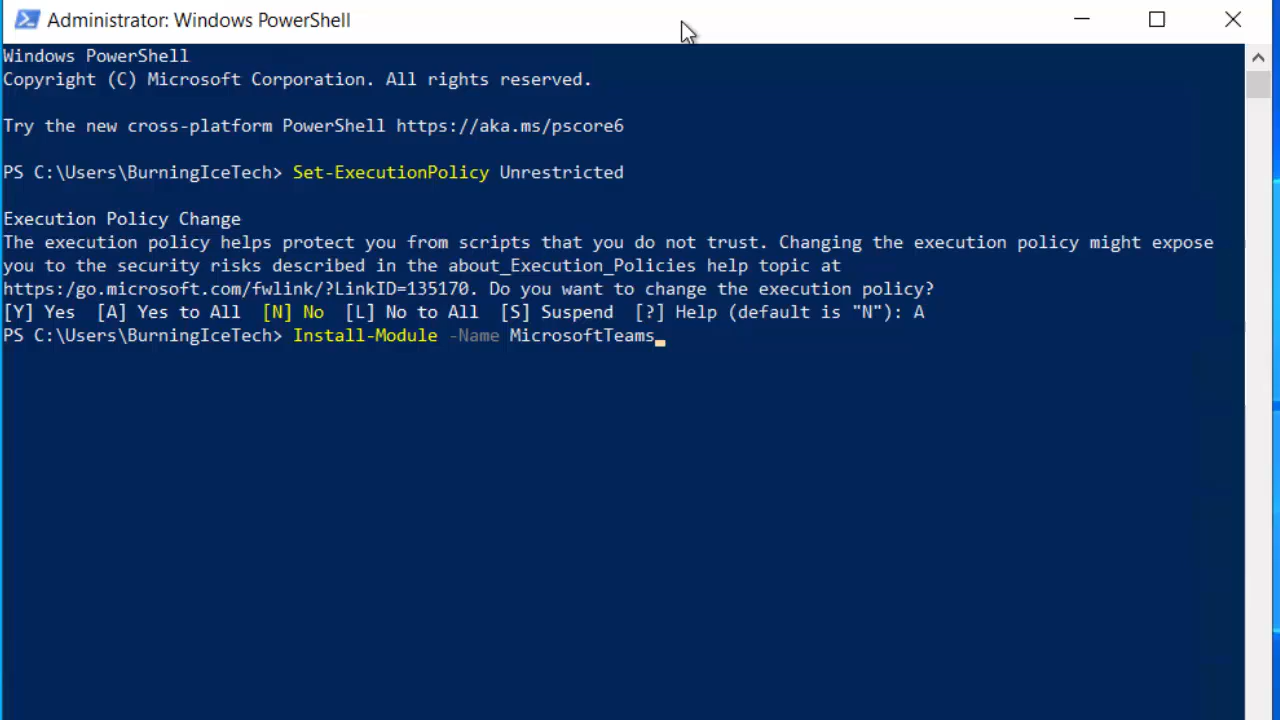 Administrator: Windows PowerShell
Windows PowerShell
Copyright (C) Microsoft Corporation. All rights reserved.
Try the new cross-platform PowerShell https://aka.ms/pscore6
PS C:\Users\BurningIceTech> Set-ExecutionPolicy Unrestricted
Execution Policy Change
The execution policy helps protect you from scripts that you do not trust. Changing the execution policy might expose
you to the security risks described in the about_Execution_Policies help topic at
https:/go.microsoft.com/fwlink/?LinkID=135170. Do you want to change the execution policy?
[Y] Yes  [A] Yes to All  [N] No  [L] No to All  [S] Suspend  [?] Help (default is "N"): A
PS C:\Users\BurningIceTech> Install-Module -Name MicrosoftTeams